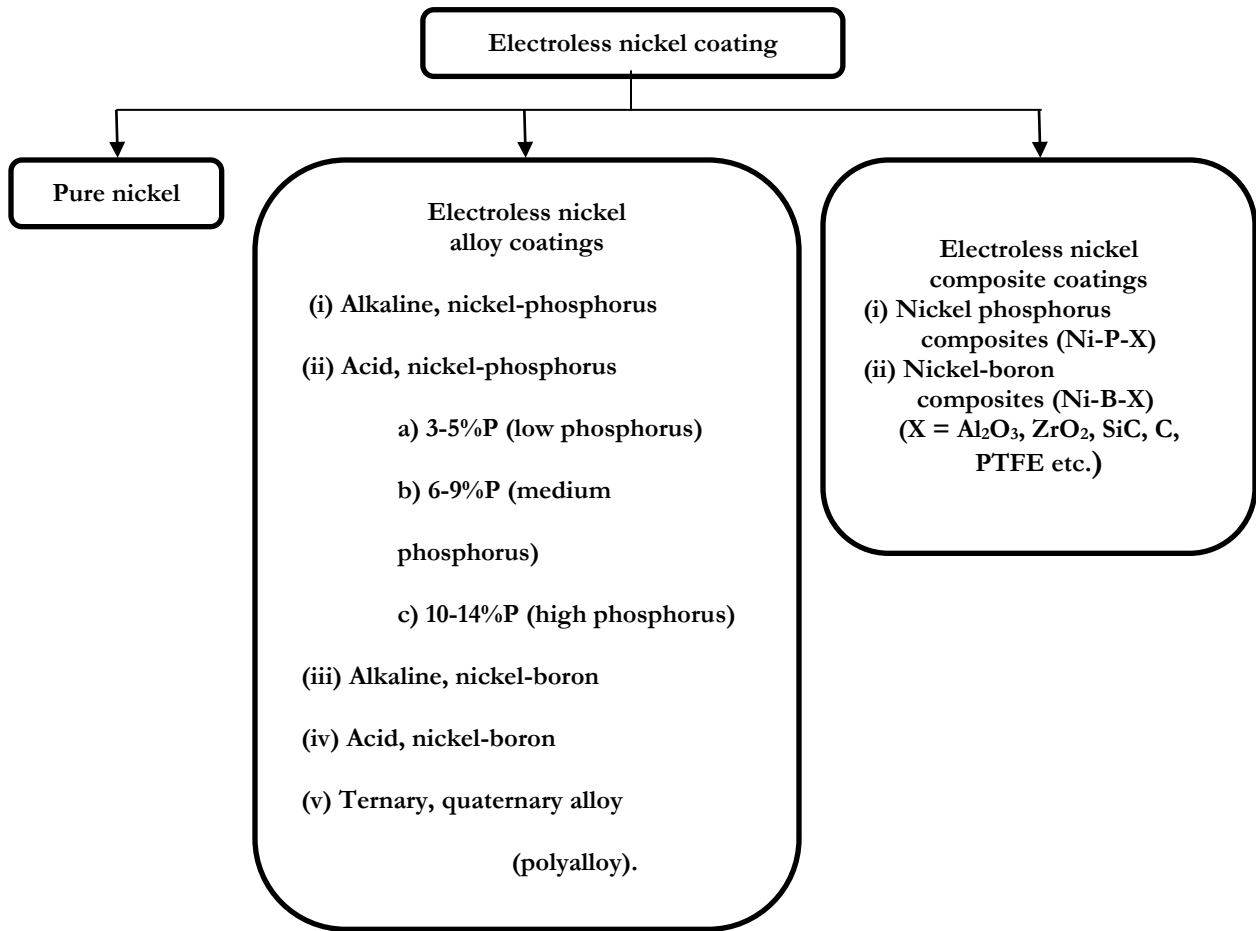 Electroless nickel coating
Pure nickel
Electroless nickel
alloy coatings
(i) Alkaline, nickel-phosphorus
(ii) Acid, nickel-phosphorus
a) 3-5%P (low phosphorus)
b) 6-9%P (medium
phosphorus)
c) 10-14%P (high phosphorus)
(iii) Alkaline, nickel-boron
(iv) Acid, nickel-boron
(v) Ternary, quaternary alloy
(polyalloy).
Electroless nickel
composite coatings
(i) Nickel phosphorus
composites (Ni-P-X)
(ii) Nickel-boron
composites (Ni-B-X)
(X = Al₂O₃, ZrO₂, SiC, C,
PTFE etc.)